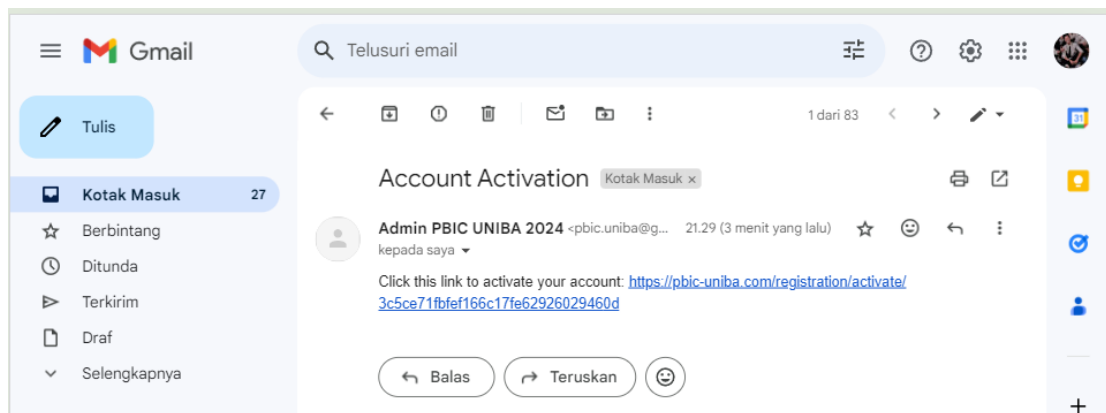 Gmail
Telusuri email
Tulis
1 dari 83
31
Account Activation Kotak Masuk ×
Kotak Masuk 27
Admin PBIC UNIBA 2024 <pbic.uniba@g... 21.29 (3 menit yang lalu)
kepada saya
Berbintang
Ditunda
Click this link to activate your account: https://pbic-uniba.com/registration/activate/
3c5ce71fbfef166c17fe62926029460d
Terkirim
Draf
Selengkapnya
Balas
Teruskan